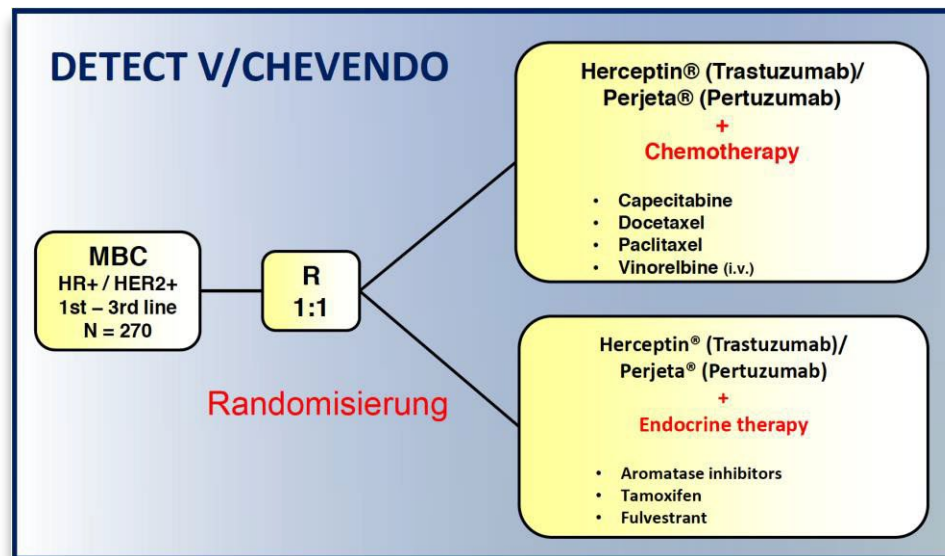 DETECT V/CHEVENDO
MBC
HR+ / HER2+
1st – 3rd line
N = 270
R
1:1
Randomisierung
Herceptin® (Trastuzumab)/
Perjeta® (Pertuzumab)
+
Chemotherapy
• Capecitabine
• Docetaxel
• Paclitaxel
• Vinorelbine (i.v.)
Herceptin® (Trastuzumab)/
Perjeta® (Pertuzumab)
+
Endocrine therapy
• Aromatase inhibitors
• Tamoxifen
• Fulvestrant